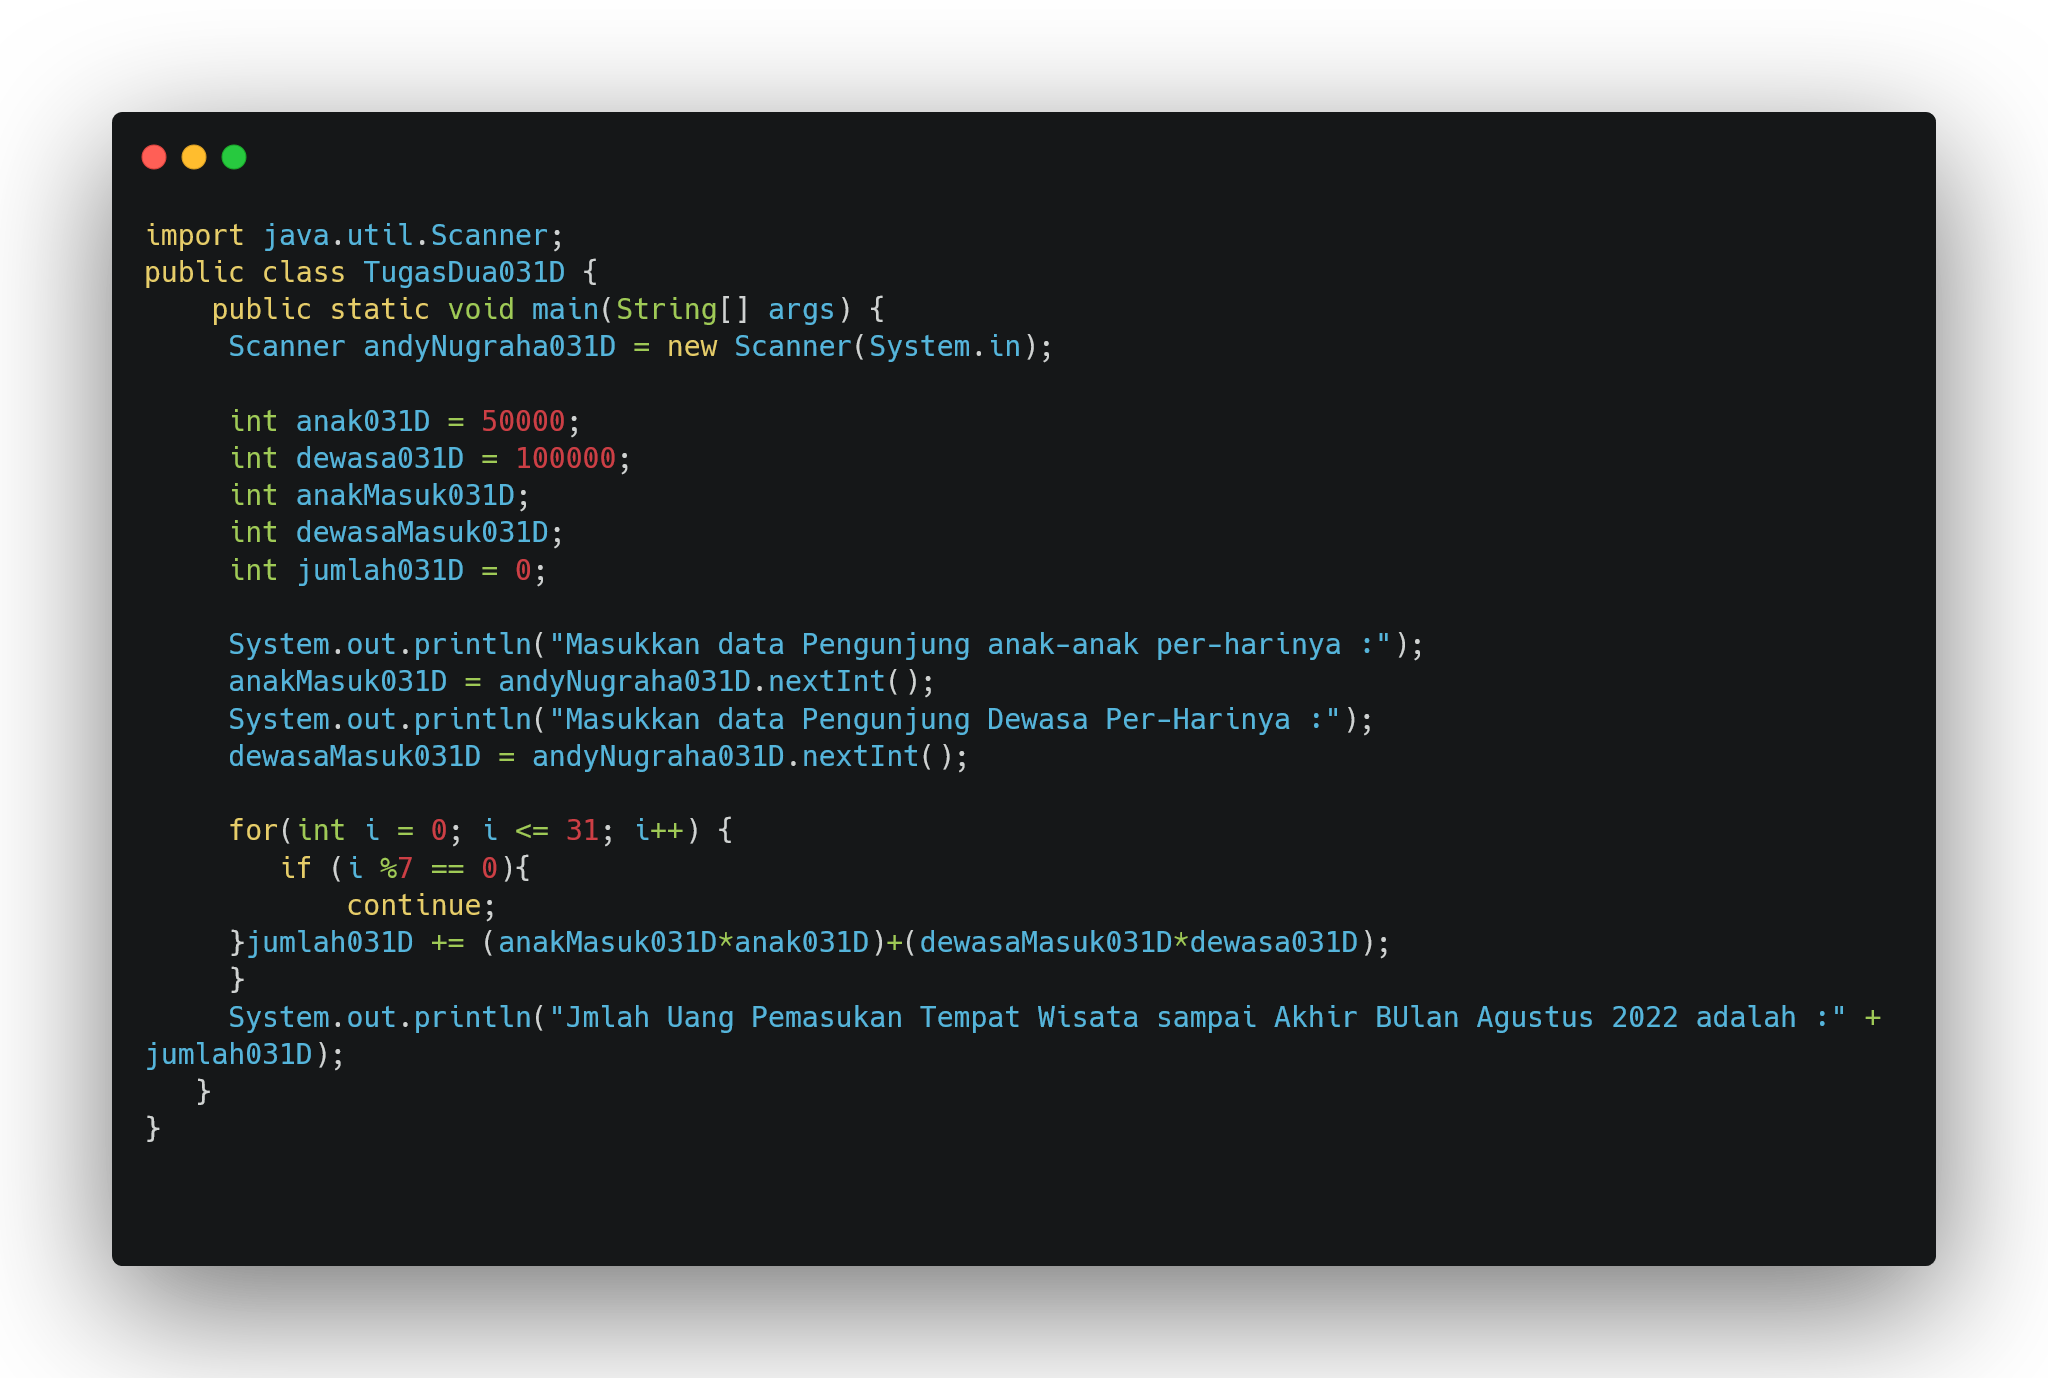 import java.util.Scanner;
public class TugasDua031D {
    public static void main(String[] args) {
     Scanner andyNugraha031D = new Scanner(System.in);

     int anak031D = 50000;
     int dewasa031D = 100000;
     int anakMasuk031D;
     int dewasaMasuk031D;
     int jumlah031D = 0;

     System.out.println("Masukkan data Pengunjung anak-anak per-harinya :");
     anakMasuk031D = andyNugraha031D.nextInt();
     System.out.println("Masukkan data Pengunjung Dewasa Per-Harinya :");
     dewasaMasuk031D = andyNugraha031D.nextInt();

     for(int i = 0; i <= 31; i++) {
        if (i %7 == 0){
            continue;
     }jumlah031D += (anakMasuk031D*anak031D)+(dewasaMasuk031D*dewasa031D);
     }
     System.out.println("Jmlah Uang Pemasukan Tempat Wisata sampai Akhir BUlan Agustus 2022 adalah :" +
jumlah031D);
   }
}